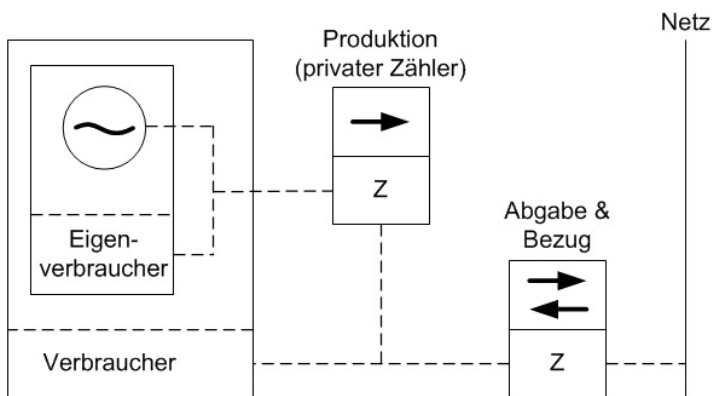 Netz
Produktion
(privater Zähler)
Z
Eigen-
verbraucher
Abgabe &
Bezug
Verbraucher
Z